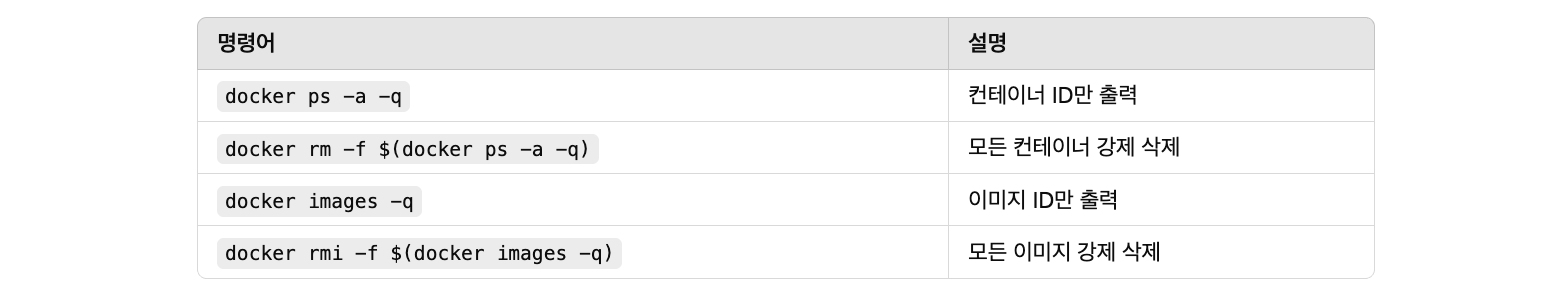 명령어 설명
docker ps -a -q 컨테이너 ID만 출력
docker rm -f $(docker ps -a -q) 모든 컨테이너 강제 삭제
docker images -q 이미지 ID만 출력
docker rmi -f $(docker images -q) 모든 이미지 강제 삭제